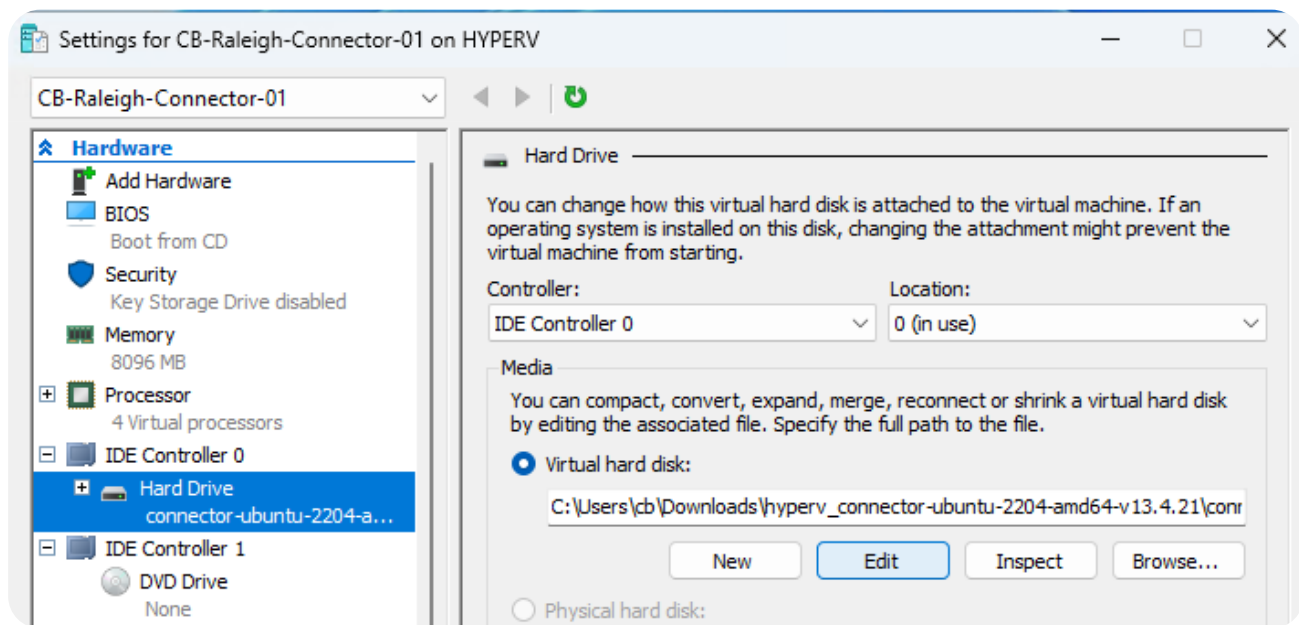 Settings for CB-Raleigh-Connector-01 on HYPERV
CB-Raleigh-Connector-01
Hardware
Add Hardware
BIOS
Boot from CD
Security
Key Storage Drive disabled
Memory
8096 MB
Processor
4 Virtual processors
IDE Controller 0
Hard Drive
connector-ubuntu-2204-a...
IDE Controller 1
DVD Drive
None
Hard Drive
You can change how this virtual hard disk is attached to the virtual machine. If an
operating system is installed on this disk, changing the attachment might prevent the
virtual machine from starting.
Controller:
Location:
IDE Controller 0
0 (in use)
Media
You can compact, convert, expand, merge, reconnect or shrink a virtual hard disk
by editing the associated file. Specify the full path to the file.
Virtual hard disk:
C:\Users\cb\Downloads\hyperv_connector-ubuntu-2204-amd64-v13.4.21\conr
New
Edit
Inspect
Browse...
Physical hard disk: